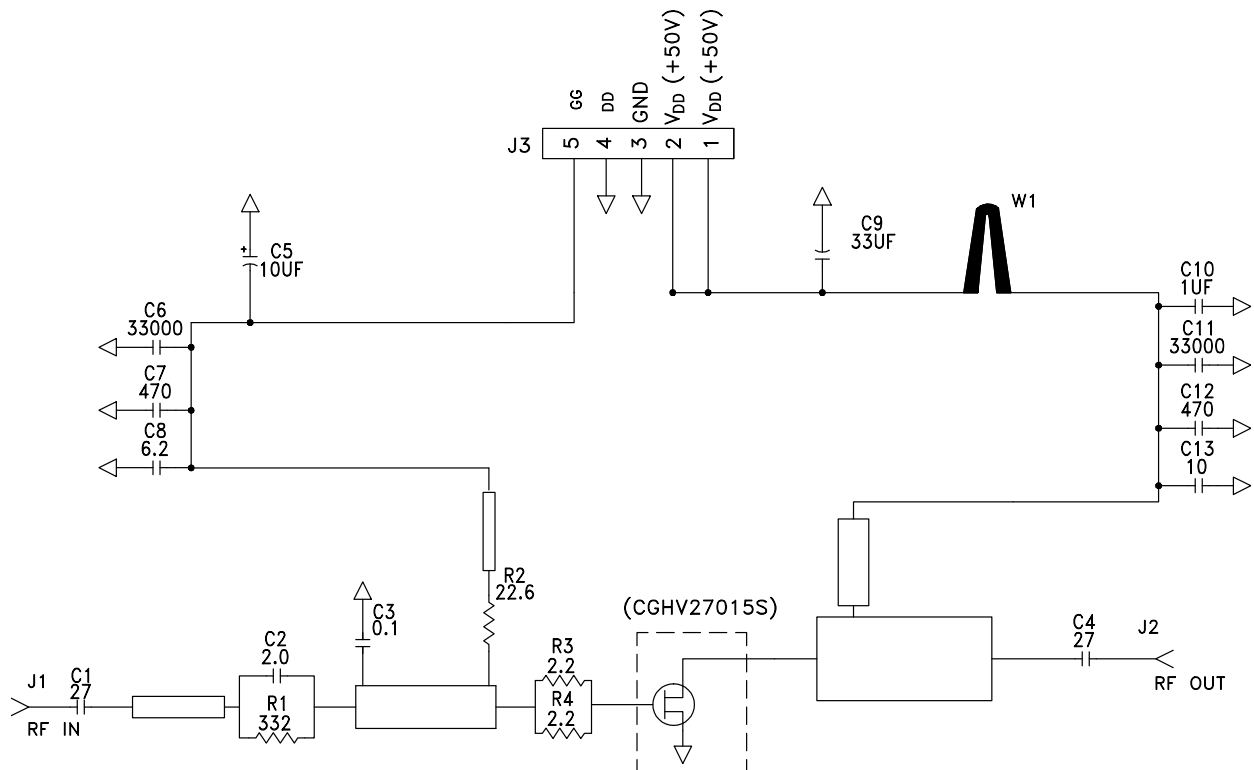 GG
DD
GND
VDD (+50V)
VDD (+50V)
J3
5
4
3
2
1
W1
C5
10UF
C9
33UF
C10
1UF
C6
33000
C11
33000
C7
470
C12
470
C8
6.2
C13
10
R2
22.6
C3
0.1
(CGHV27015S)
C2
2.0
R3
2.2
C4
27
J2
RF OUT
J1
C1
27
RF IN
R1
332
R4
2.2